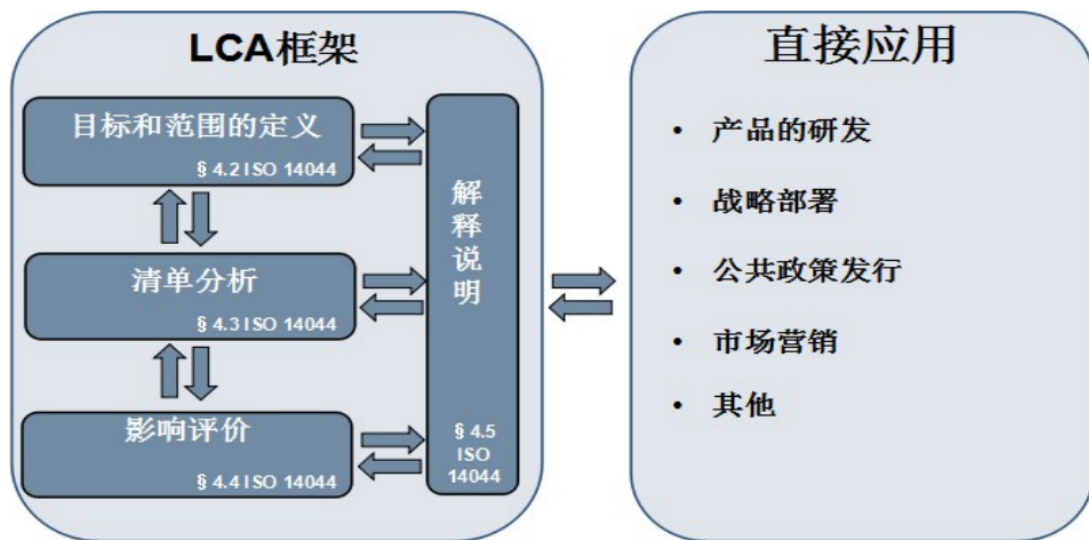 LCA框架
目标和范围的定义
§ 4.2 ISO 14044
清单分析
§ 4.3 ISO 14044
影响评价
§ 4.4 ISO 14044
解
释
说
明
§ 4.5
ISO
14044
直接应用
• 产品的研发
• 战略部署
• 公共政策发行
• 市场营销
• 其他